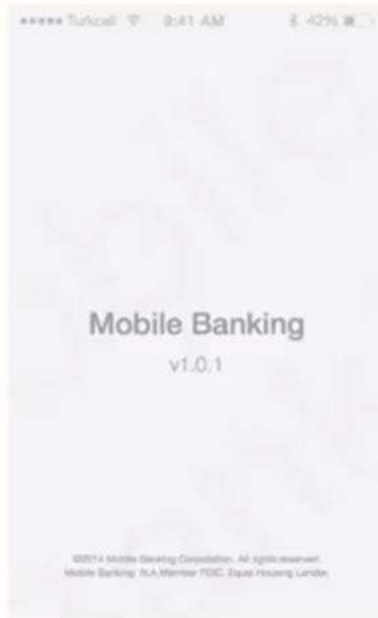 Turkcell 9:41 AM 42%
Mobile Banking
v1.0.1
©2014 Mobile Banking Corporation. All rights reserved.
Mobile Banking N.A Member FDIC. Equal Housing Lender.